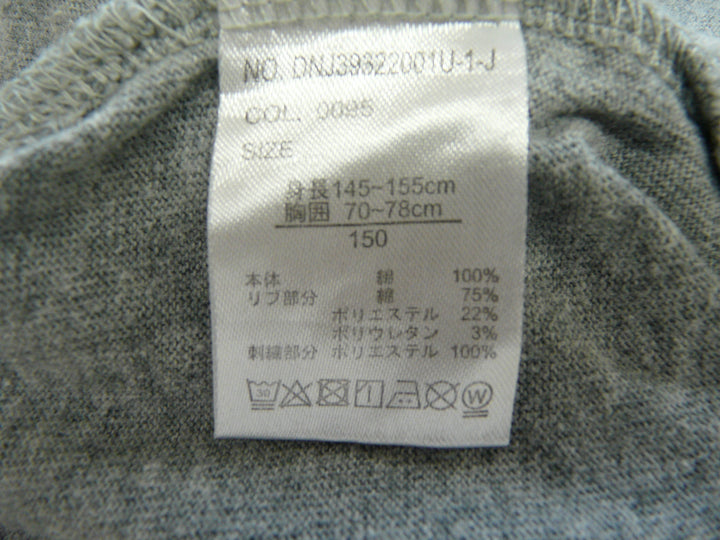 NO. DNJ39322001U-1-J
COL. 0095
SIZE
身長145~155cm
胸囲 70~78cm
150
本体 綿 100%
リブ部分 綿 75%
ポリエステル 22%
ポリウレタン 3%
刺繍部分 ポリエステル 100%
30 W